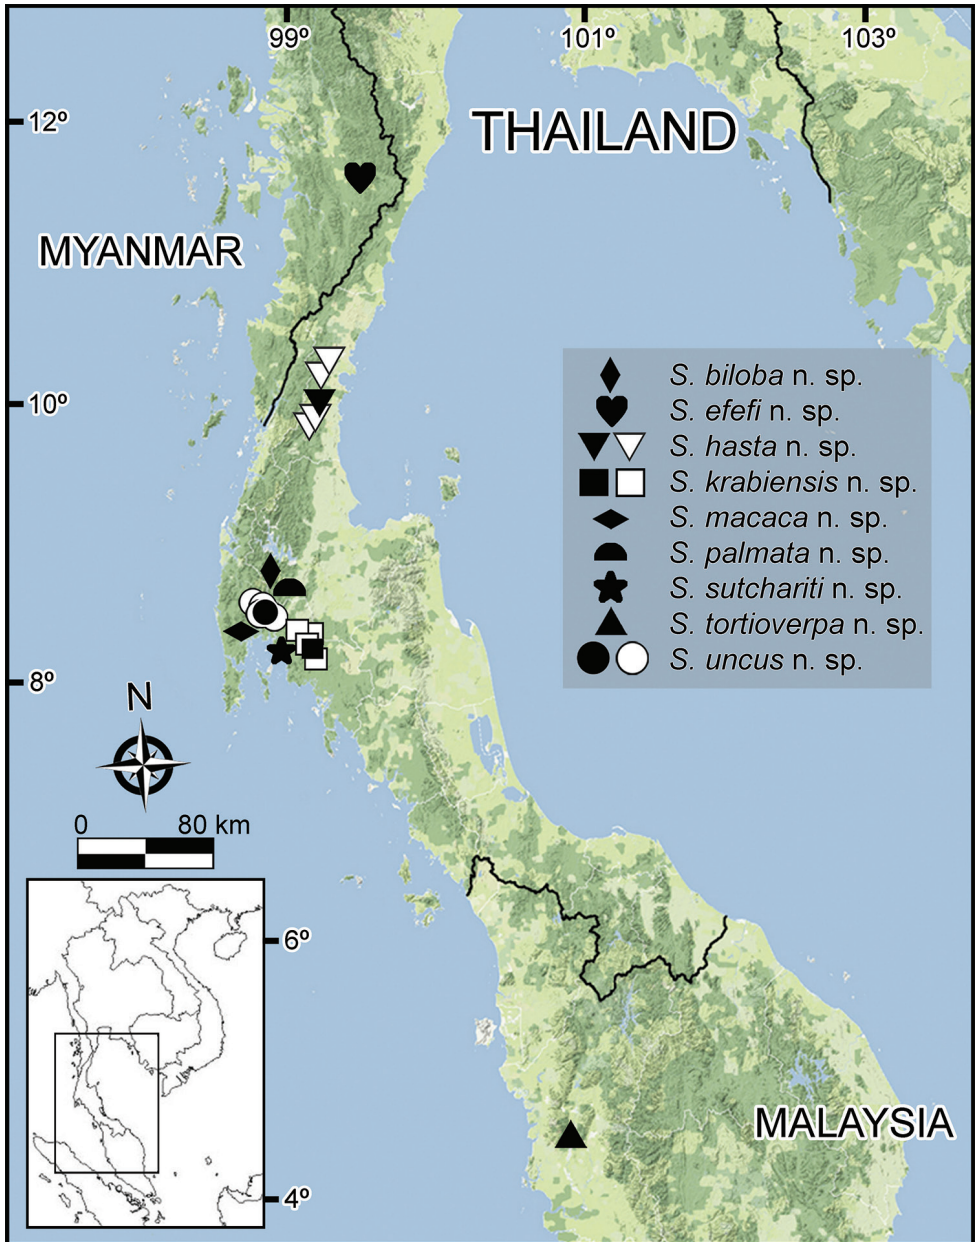 99º 101º 103º
12º
THAILAND
MYANMAR
10º
S. biloba n. sp.
S. efefi n. sp.
S. hasta n. sp.
S. krabiensis n. sp.
S. macaca n. sp.
S. palmata n. sp.
S. sutchariti n. sp.
S. tortioverpa n. sp.
S. uncus n. sp.
8º
N
0 80 km
6º
MALAYSIA
4º